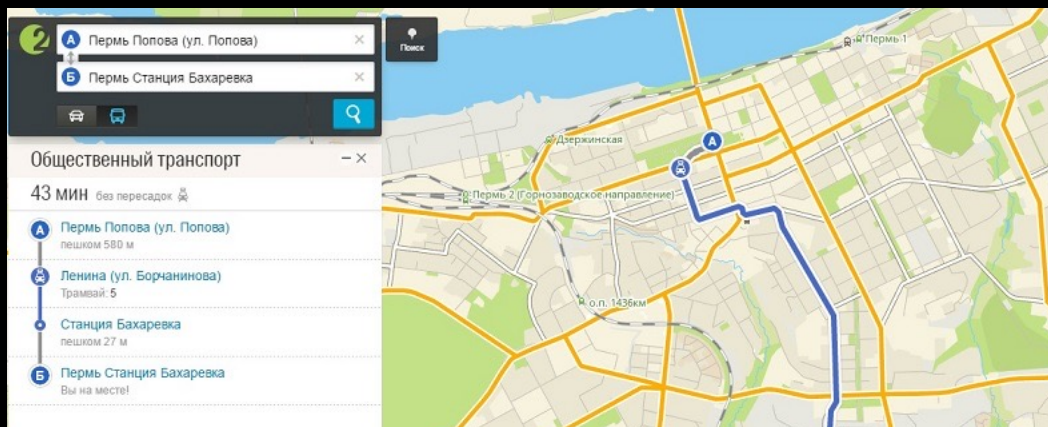 2
А Пермь Попова (ул. Попова) ×
Б Пермь Станция Бахаревка ×
Поиск
Общественный транспорт – ×
43 мин без пересадок
А Пермь Попова (ул. Попова)
пешком 580 м
Ленина (ул. Борчанинова)
Трамвай: 5
Станция Бахаревка
пешком 27 м
Б Пермь Станция Бахаревка
Вы на месте!
Пермь 1
Дзержинская
А
Пермь 2 (Горнозаводское направление)
о.п. 1436км